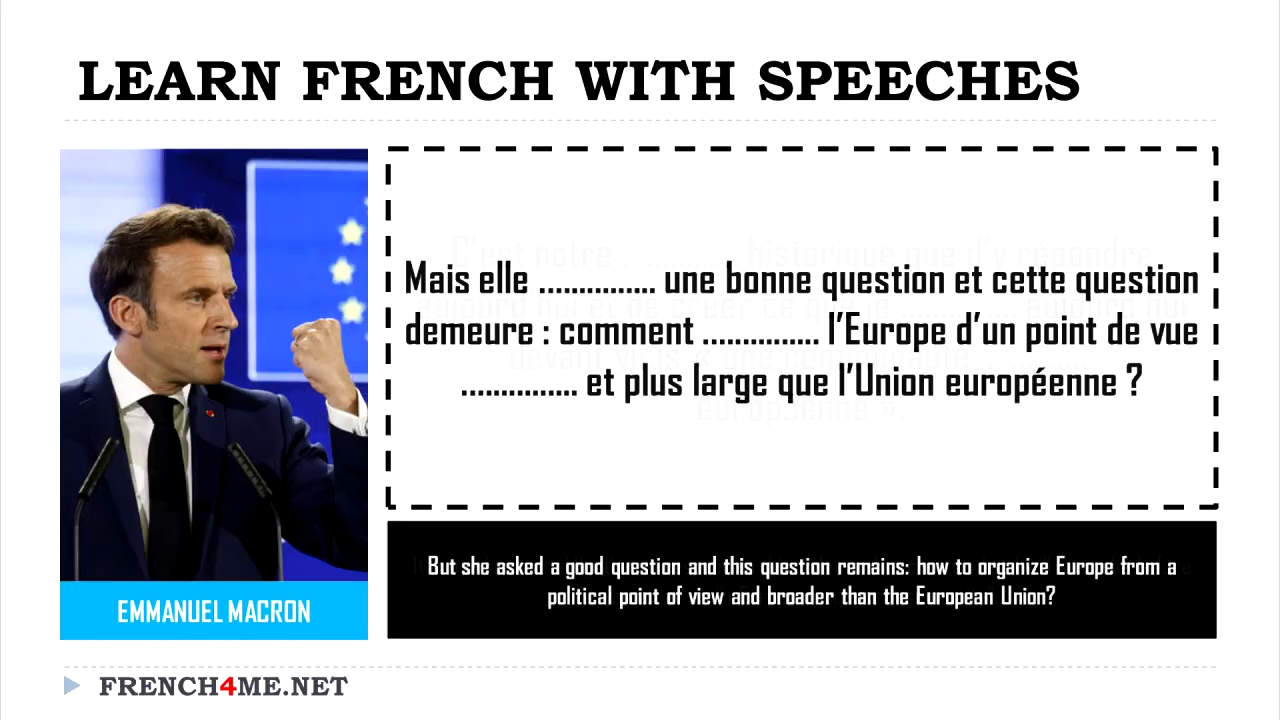 LEARN FRENCH WITH SPEECHES
Mais elle ............... une bonne question et cette question
demeure : comment ............... l'Europe d'un point de vue
............... et plus large que l'Union européenne ?
But she asked a good question and this question remains: how to organize Europe from a
political point of view and broader than the European Union?
EMMANUEL MACRON
FRENCH4ME.NET